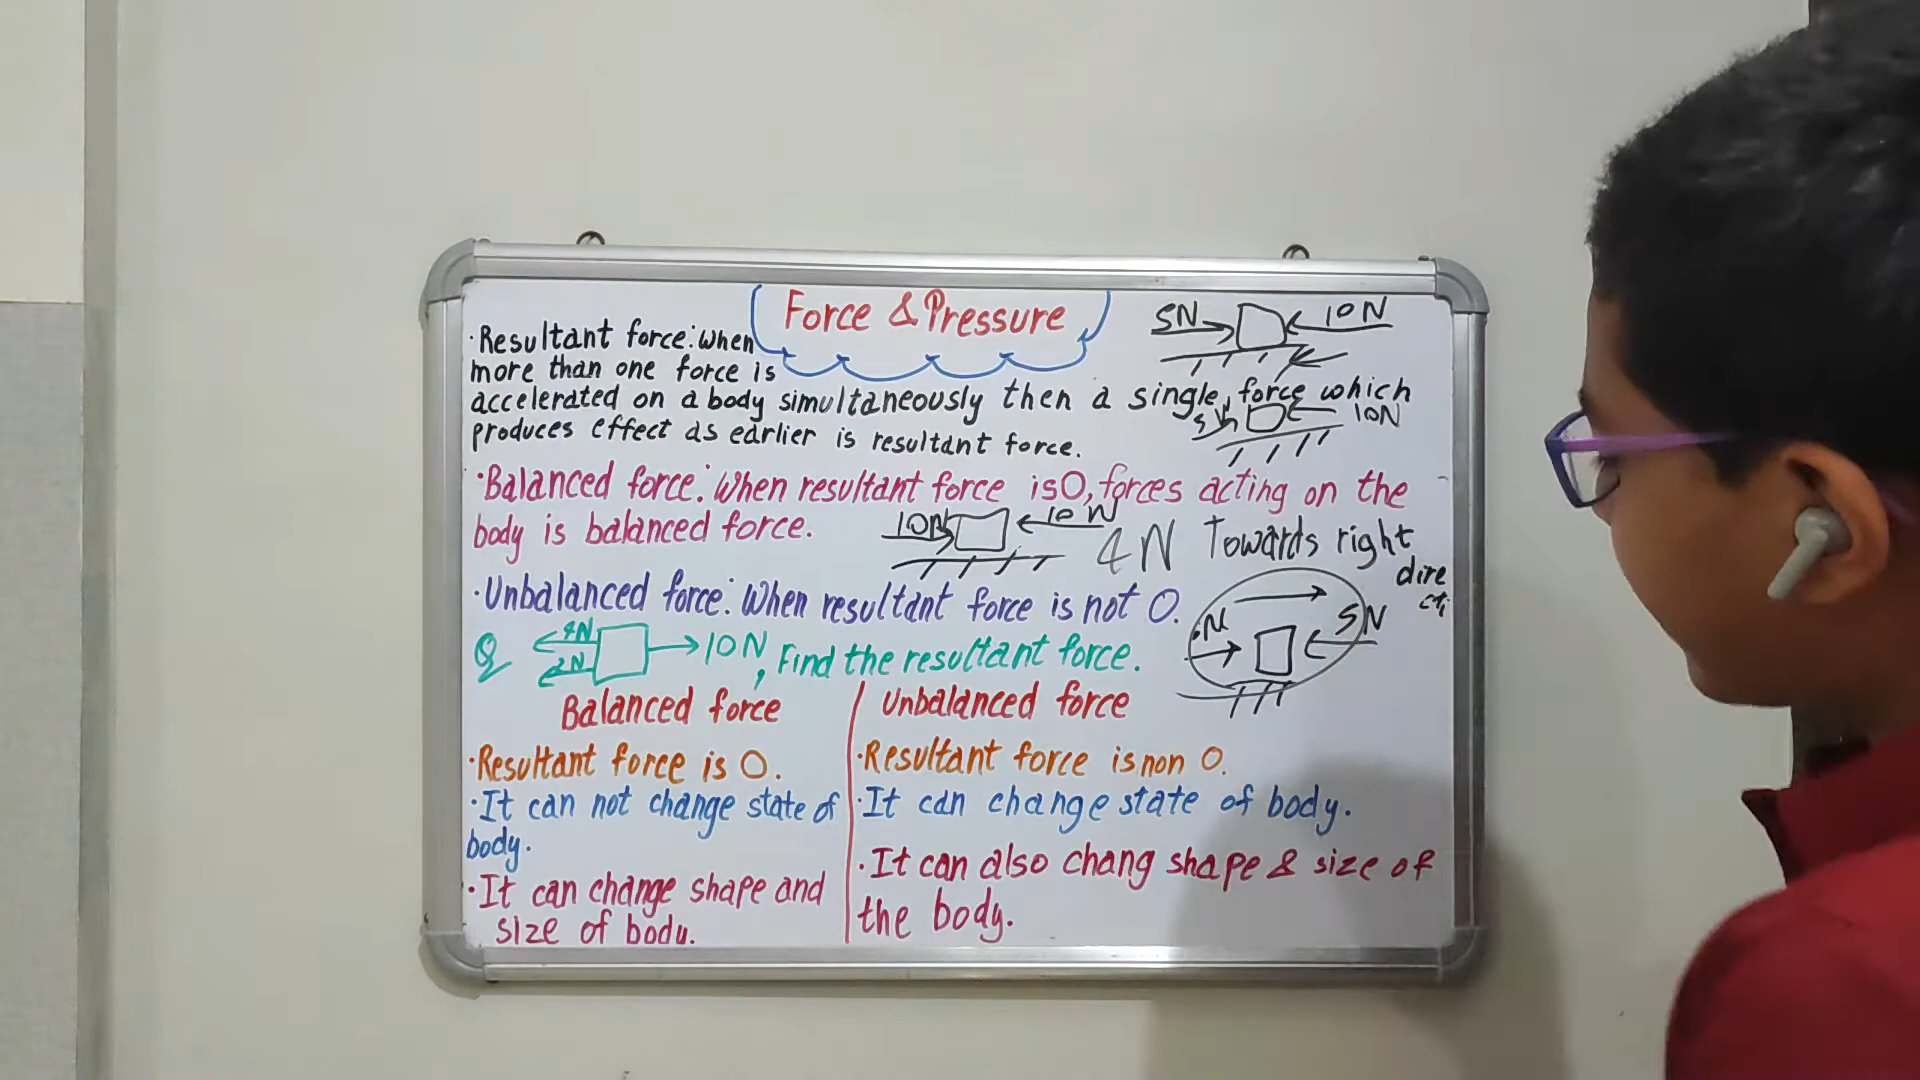 Force & Pressure
5N 10N
·Resultant force: When
more than one force is
accelerated on a body simultaneously then a single force which
10N
produces effect as earlier is resultant force.
·Balanced force: When resultant force is 0, forces acting on the
body is balanced force.
10N 10N
4N Towards right
dire
cti
·Unbalanced force: When resultant force is not 0.
N 5N
Q 4N 2N 10N, Find the resultant force.
Balanced force
·Resultant force is 0.
·It can not change state of
body.
·It can change shape and
size of body.
Unbalanced force
·Resultant force is non 0.
·It can change state of body.
·It can also chang shape & size of
the body.